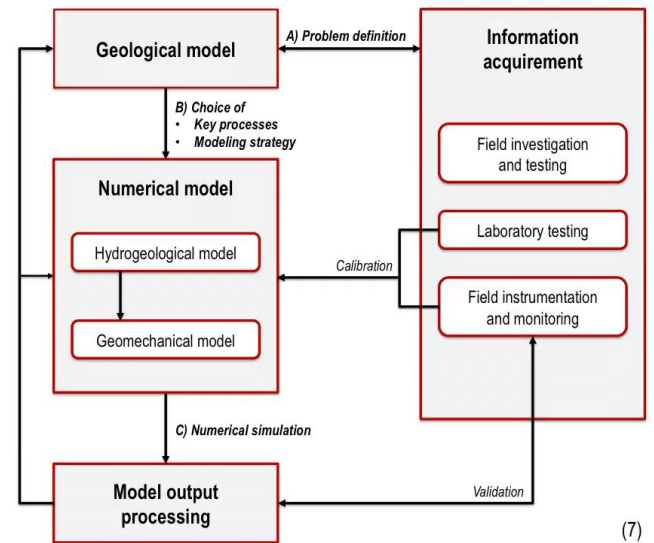 Geological model
A) Problem definition
Information
acquirement
B) Choice of
• Key processes
• Modeling strategy
Field investigation
and testing
Numerical model
Laboratory testing
Hydrogeological model
Calibration
Field instrumentation
and monitoring
Geomechanical model
C) Numerical simulation
Model output
processing
Validation
(7)